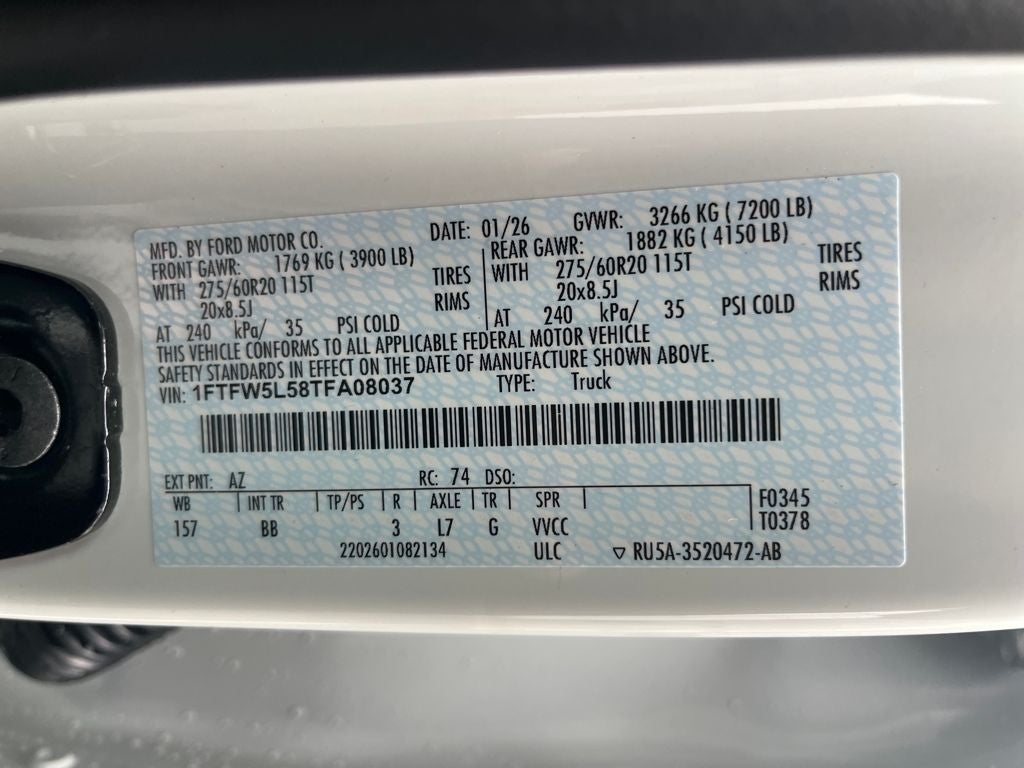 MFD. BY FORD MOTOR CO. DATE: 01/26 GVWR: 3266 KG ( 7200 LB)
FRONT GAWR: 1769 KG ( 3900 LB) REAR GAWR: 1882 KG ( 4150 LB)
WITH 275/60R20 115T TIRES WITH 275/60R20 115T TIRES
20x8.5J RIMS 20x8.5J RIMS
AT 240 kPa/ 35 PSI COLD AT 240 kPa/ 35 PSI COLD
THIS VEHICLE CONFORMS TO ALL APPLICABLE FEDERAL MOTOR VEHICLE
SAFETY STANDARDS IN EFFECT ON THE DATE OF MANUFACTURE SHOWN ABOVE.
VIN: 1FTFW5L58TFA08037 TYPE: Truck
EXT PNT: AZ RC: 74 DSO:
WB INT TR TP/PS R AXLE TR SPR F0345
157 BB 3 L7 G VVCC T0378
2202601082134 ULC ▽ RU5A-3520472-AB